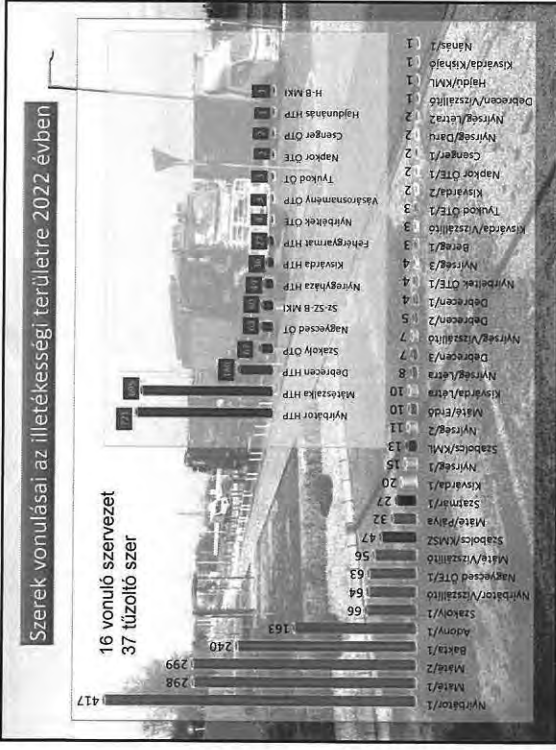 Szerek vonulásai az illetékességi területre 2022 évben
16 vonuló szervezet
37 tűzoltó szer
Nyírbátor HTP
Mátészalka HTP
Debrecen HTP
Szakoly ÖTP
Nagyecsed ÖT
Sz-SZ-B MKI
Nyíregyháza HTP
Kisvárda HTP
Fehérgyarmat HTP
Nyírbéltek ÖTE
Vásárosnamény ÖTP
Tyukod ÖT
Napkor ÖTE
Csenger ÖTP
Hajdunánás HTP
H-B MKI
417
298
299
240
163
66
64
63
56
47
32
27
20
15
13
11
10
10
8
7
7
5
4
4
4
3
3
3
2
2
2
2
2
1
1
1
1
Nyírbátor/1
Máté/1
Máté/2
Bakta/1
Adony/1
Szakoly/1
Nyírbátor/Vízszállító
Nagyecsed ÖTE/1
Máté/Vízszállító
Szabolcs/KMSZ
Máté/Pálya
Szatmár/1
Kisvárda/1
Nyírség/1
Szabolcs/KML
Nyírség/2
Máté/Erdő
Kisvárda/Létra
Nyírség/Létra
Debrecen/3
Nyírség/Vízszállító
Debrecen/2
Debrecen/1
Nyírbéltek ÖTE/1
Nyírség/3
Bereg/1
Kisvárda/Vízszállító
Tyukod ÖTE/1
Kisvárda/2
Napkor ÖTE/1
Csenger/1
Nyírség/Daru
Nyírség/Létra2
Debrecen/Vízszállító
Hajdú/KML
Kisvárda/Kishajó
Nánás/1